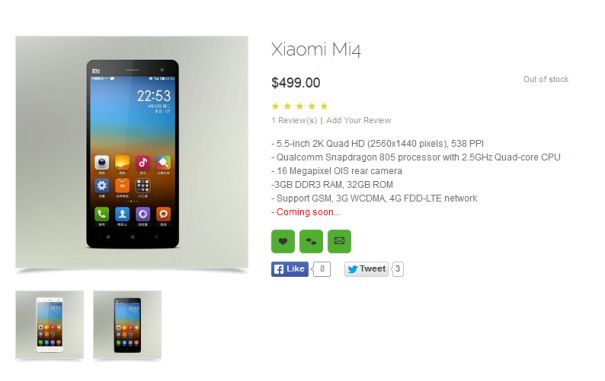 Xiaomi Mi4
$499.00
Out of stock
1 Review(s) | Add Your Review
- 5.5-inch 2K Quad HD (2560x1440 pixels), 538 PPI
- Qualcomm Snapdragon 805 processor with 2.5GHz Quad-core CPU
- 16 Megapixel OIS rear camera
-3GB DDR3 RAM, 32GB ROM
- Support GSM, 3G WCDMA, 4G FDD-LTE network
- Coming soon...
Like 8
Tweet 3
MI
22:53